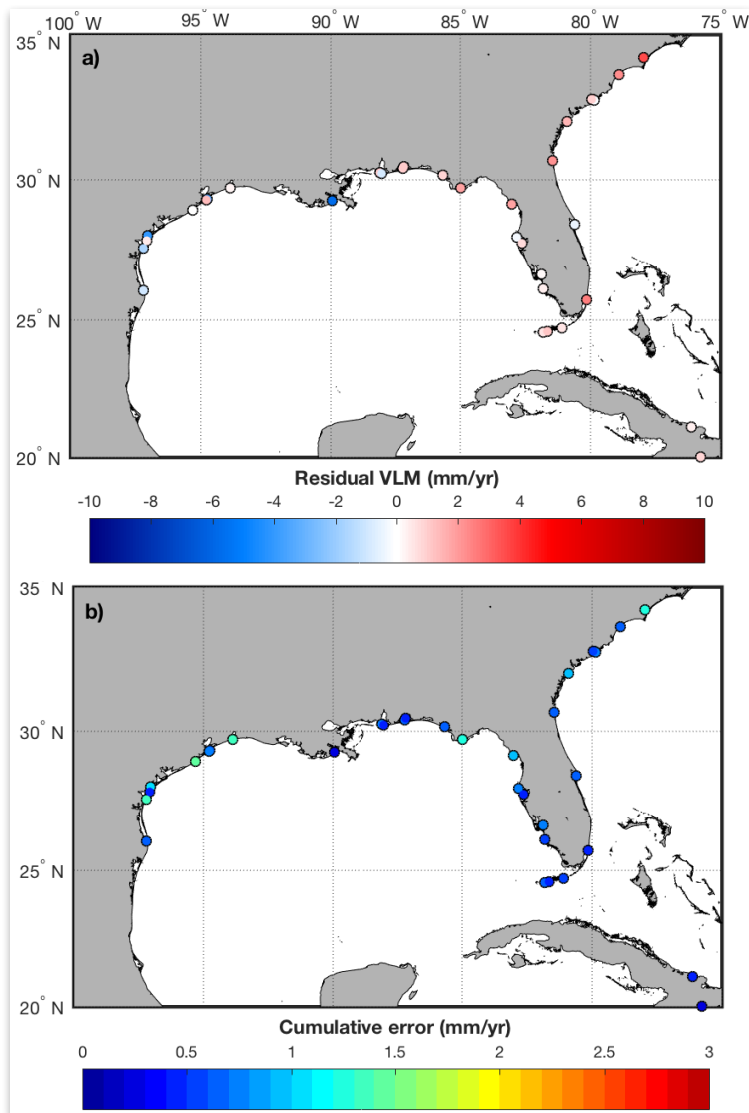 100° W 95° W 90° W 85° W 80° W 75° W
a)
35° N
30° N
25° N
20° N
Residual VLM (mm/yr)
-10 -8 -6 -4 -2 0 2 4 6 8 10
35 N
b)
30° N
25° N
20° N
Cumulative error (mm/yr)
0 0.5 1 1.5 2 2.5 3